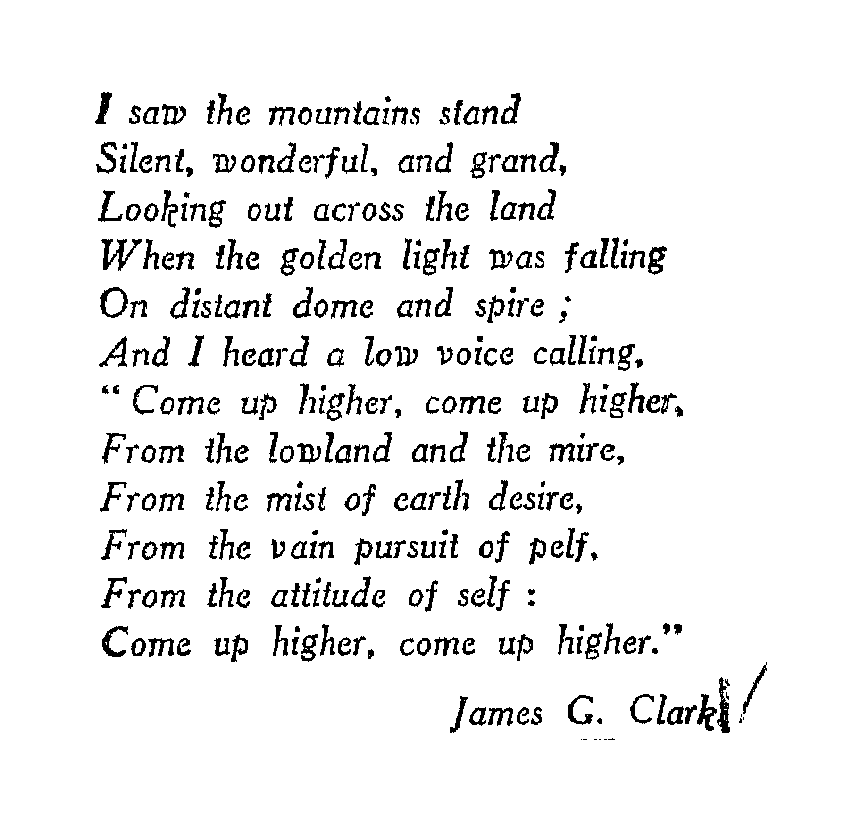 I saw the mountains stand
Silent, wonderful, and grand,
Looking out across the land
When the golden light was falling
On distant dome and spire ;
And I heard a low voice calling,
“ Come up higher, come up higher,
From the lowland and the mire,
From the mist of earth desire,
From the vain pursuit of pelf,
From the attitude of self :
Come up higher, come up higher.”
James G. Clark